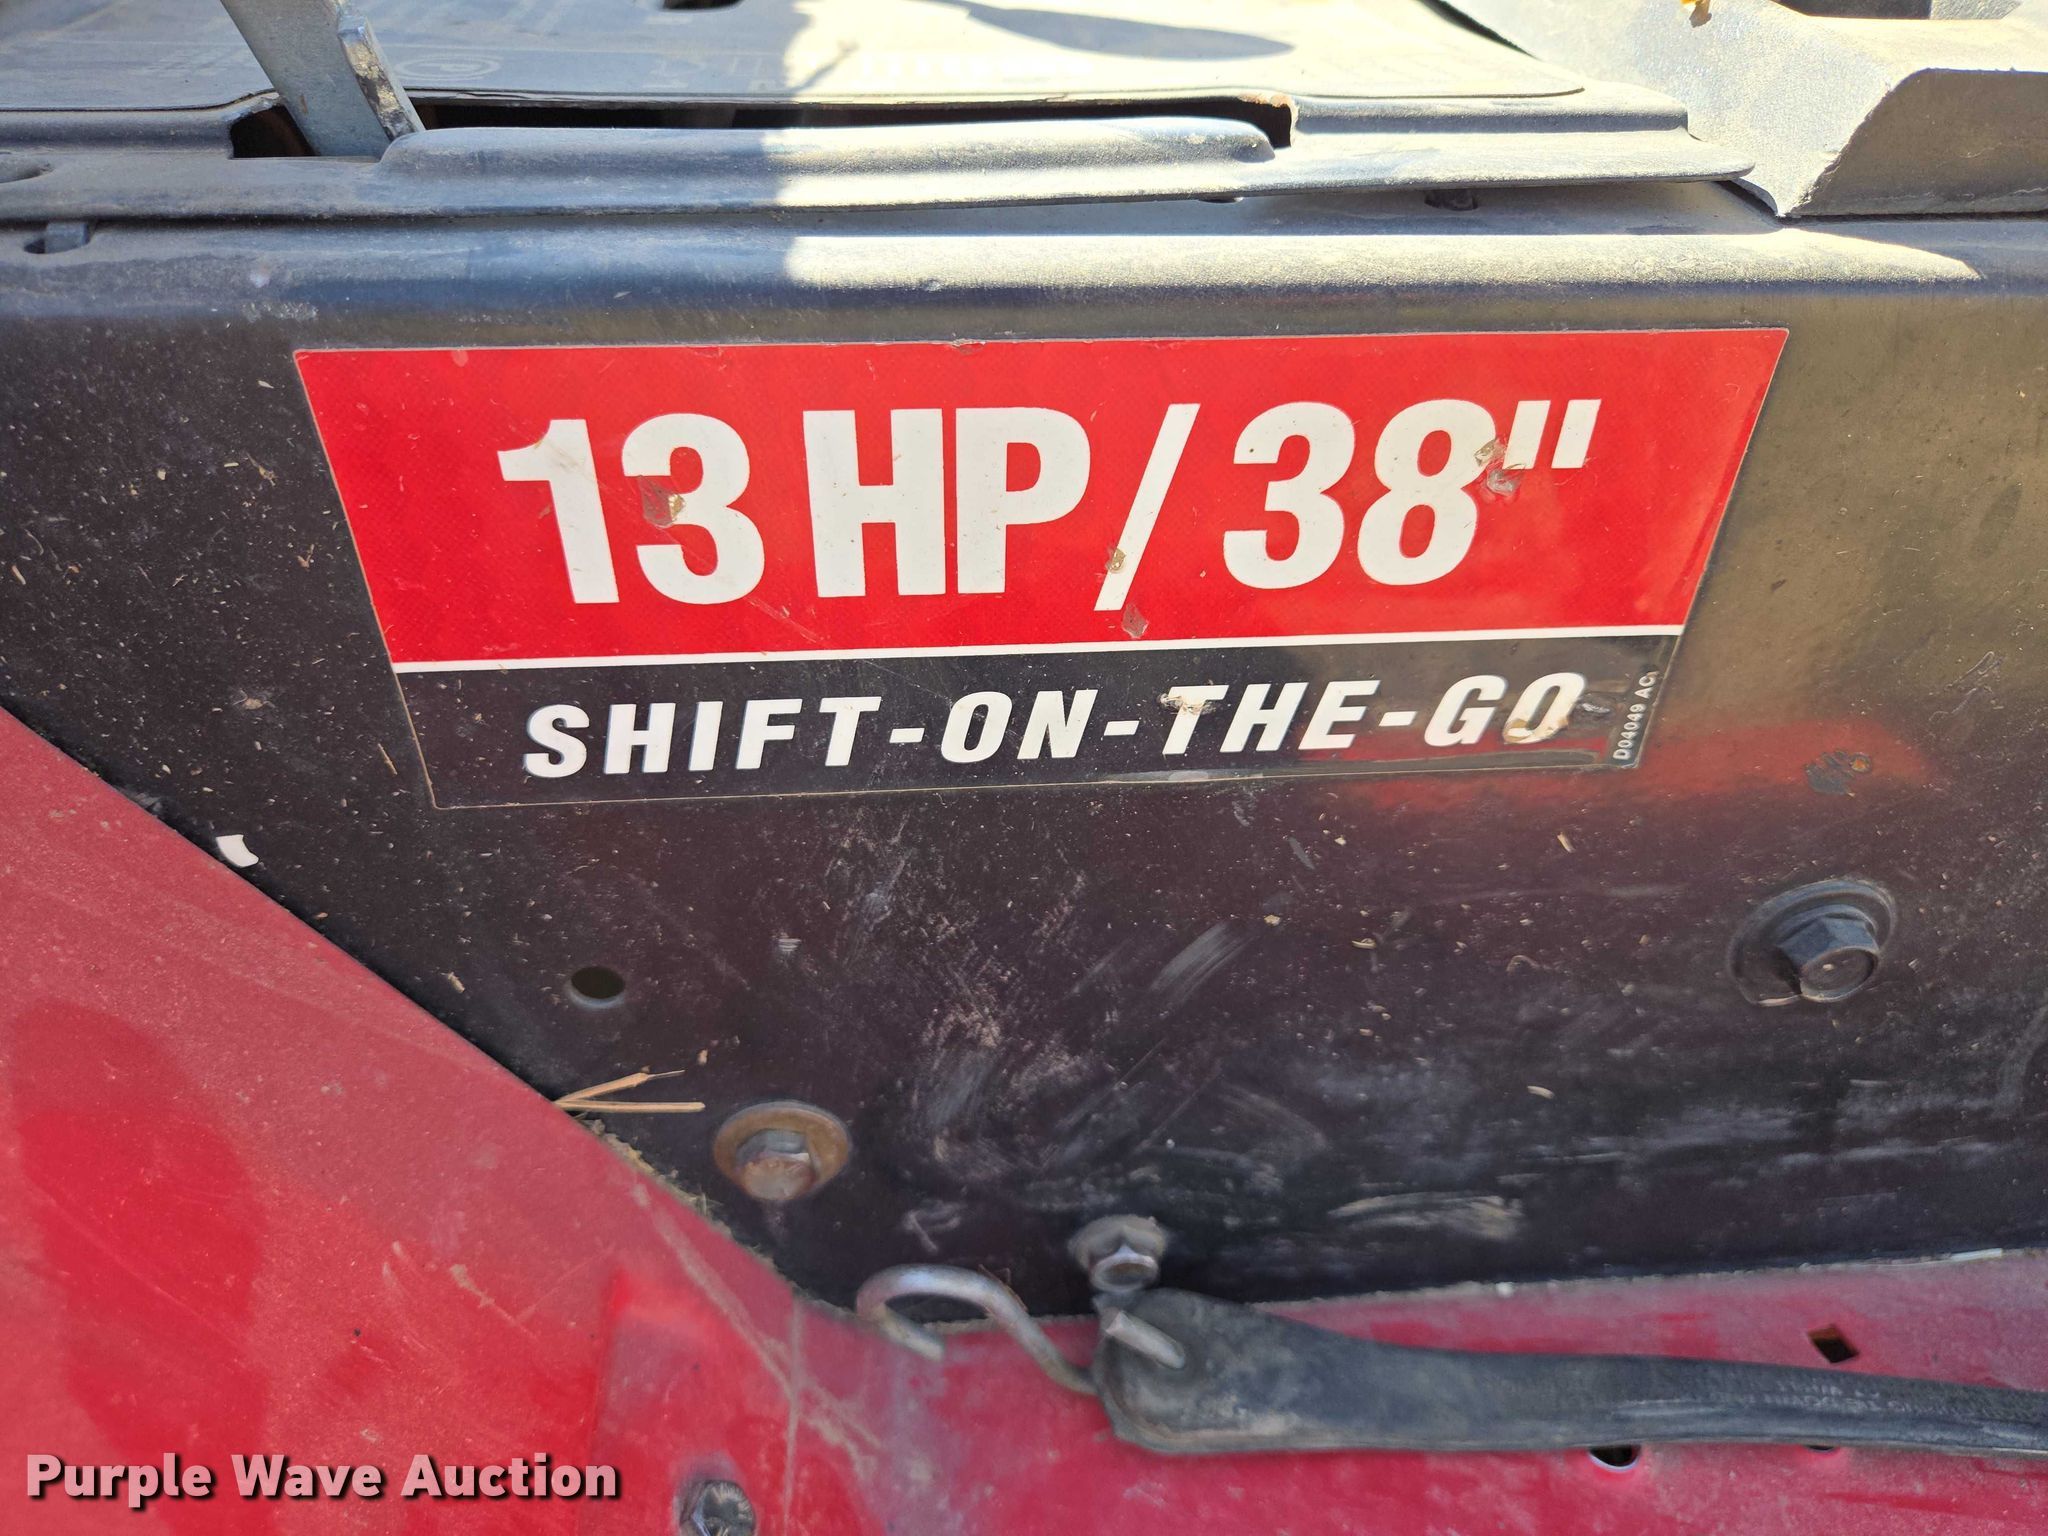 13 HP / 38"
SHIFT-ON-THE-GO
D04049 AC
Purple Wave Auction